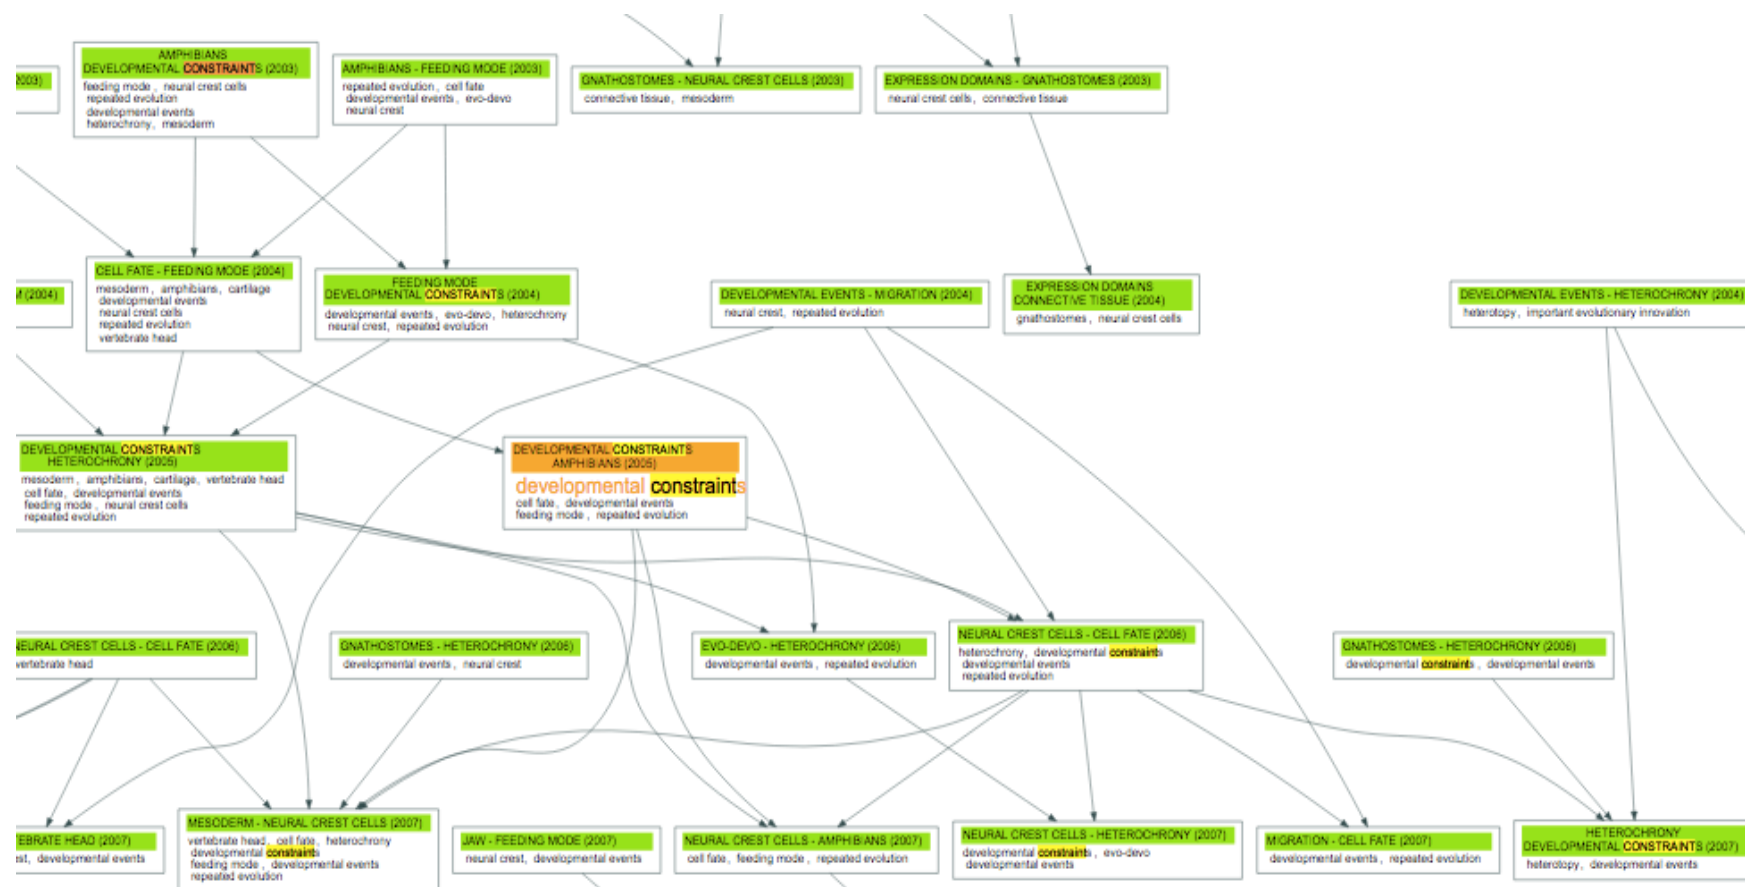 2003)
AMPHIBIANS
DEVELOPMENTAL CONSTRAINTS (2003)
feeding mode , neural crest cells
repeated evolution
developmental events
heterochrony, mesoderm
AMPHIBIANS - FEEDING MODE (2003)
repeated evolution , cell fate
developmental events , evo-devo
neural crest
GNATHOSTOMES - NEURAL CREST CELLS (2003)
connective tissue , mesoderm
EXPRESSION DOMAINS - GNATHOSTOMES (2003)
neural crest cells , connective tissue
(2004)
CELL FATE - FEEDING MODE (2004)
mesoderm , amphibians , cartilage
developmental events
neural crest cells
repeated evolution
vertebrate head
FEEDING MODE
DEVELOPMENTAL CONSTRAINTS (2004)
developmental events , evo-devo , heterochrony
neural crest , repeated evolution
DEVELOPMENTAL EVENTS - MIGRATION (2004)
neural crest , repeated evolution
EXPRESSION DOMAINS
CONNECTIVE TISSUE (2004)
gnathostomes , neural crest cells
DEVELOPMENTAL EVENTS - HETEROCHRONY (2004)
heterotopy , important evolutionary innovation
DEVELOPMENTAL CONSTRAINTS
HETEROCHRONY (2005)
mesoderm , amphibians , cartilage , vertebrate head
cell fate , developmental events
feeding mode , neural crest cells
repeated evolution
DEVELOPMENTAL CONSTRAINTS
AMPHIBIANS (2005)
developmental constraints
cell fate , developmental events
feeding mode , repeated evolution
NEURAL CREST CELLS - CELL FATE (2006)
vertebrate head
GNATHOSTOMES - HETEROCHRONY (2006)
developmental events , neural crest
EVO-DEVO - HETEROCHRONY (2006)
developmental events , repeated evolution
NEURAL CREST CELLS - CELL FATE (2006)
heterochrony , developmental constraints
developmental events
repeated evolution
GNATHOSTOMES - HETEROCHRONY (2006)
developmental constraints , developmental events
TEBRATE HEAD (2007)
est , developmental events
MESODERM - NEURAL CREST CELLS (2007)
vertebrate head , cell fate , heterochrony
developmental constraints
feeding mode , developmental events
repeated evolution
JAW - FEEDING MODE (2007)
neural crest , developmental events
NEURAL CREST CELLS - AMPHIBIANS (2007)
cell fate , feeding mode , repeated evolution
NEURAL CREST CELLS - HETEROCHRONY (2007)
developmental constraints , evo-devo
developmental events
MIGRATION - CELL FATE (2007)
developmental events , repeated evolution
HETEROCHRONY
DEVELOPMENTAL CONSTRAINTS (2007)
heterotopy , developmental events